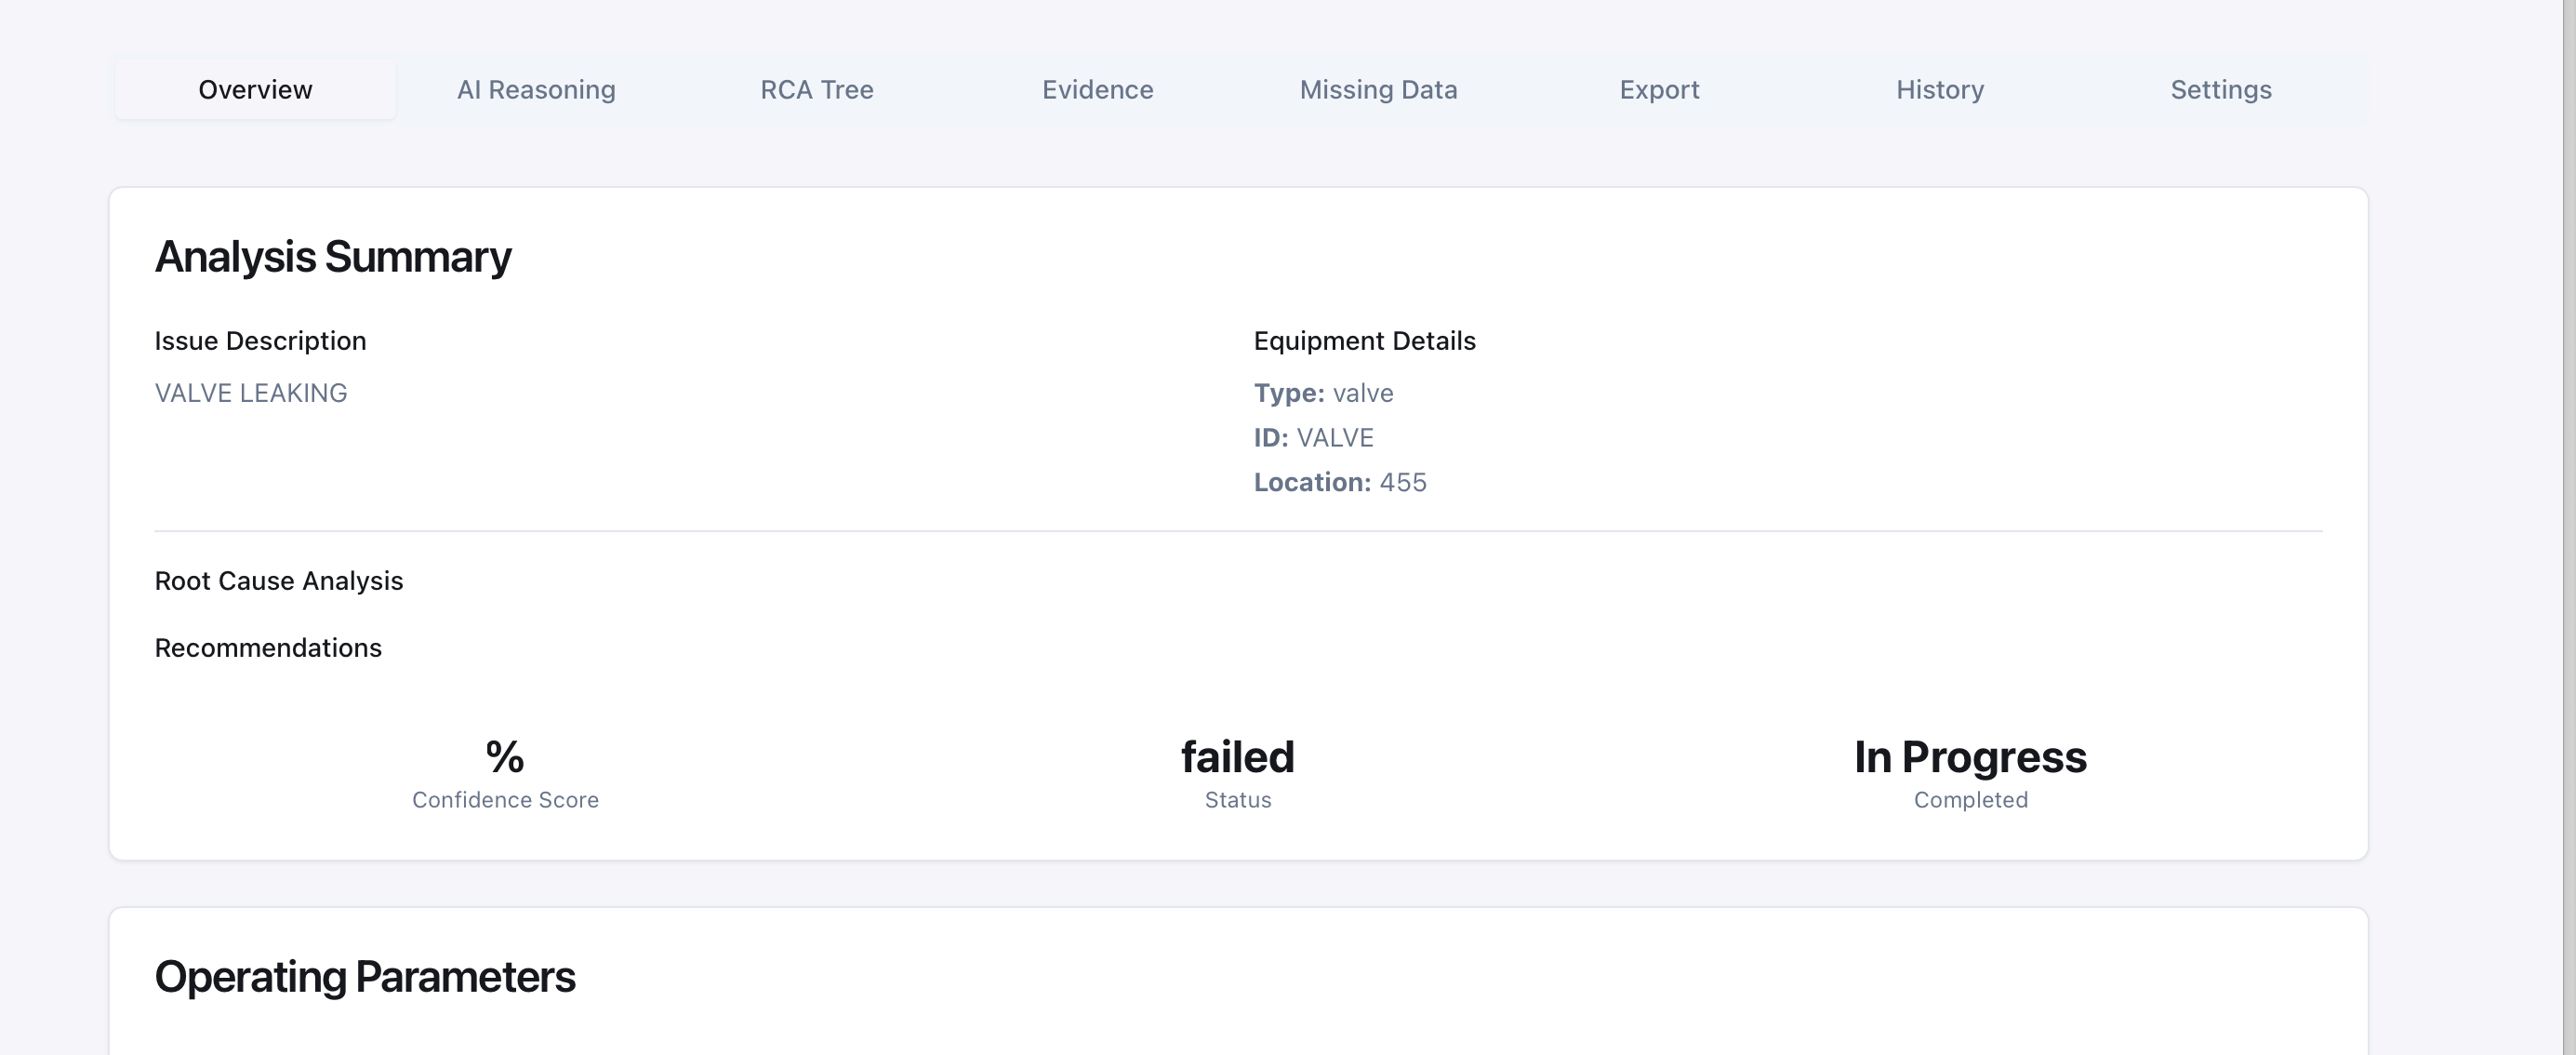 Overview AI Reasoning RCA Tree Evidence Missing Data Export History Settings
Analysis Summary
Issue Description
VALVE LEAKING
Equipment Details
Type: valve
ID: VALVE
Location: 455
Root Cause Analysis
Recommendations
%
Confidence Score
failed
Status
In Progress
Completed
Operating Parameters